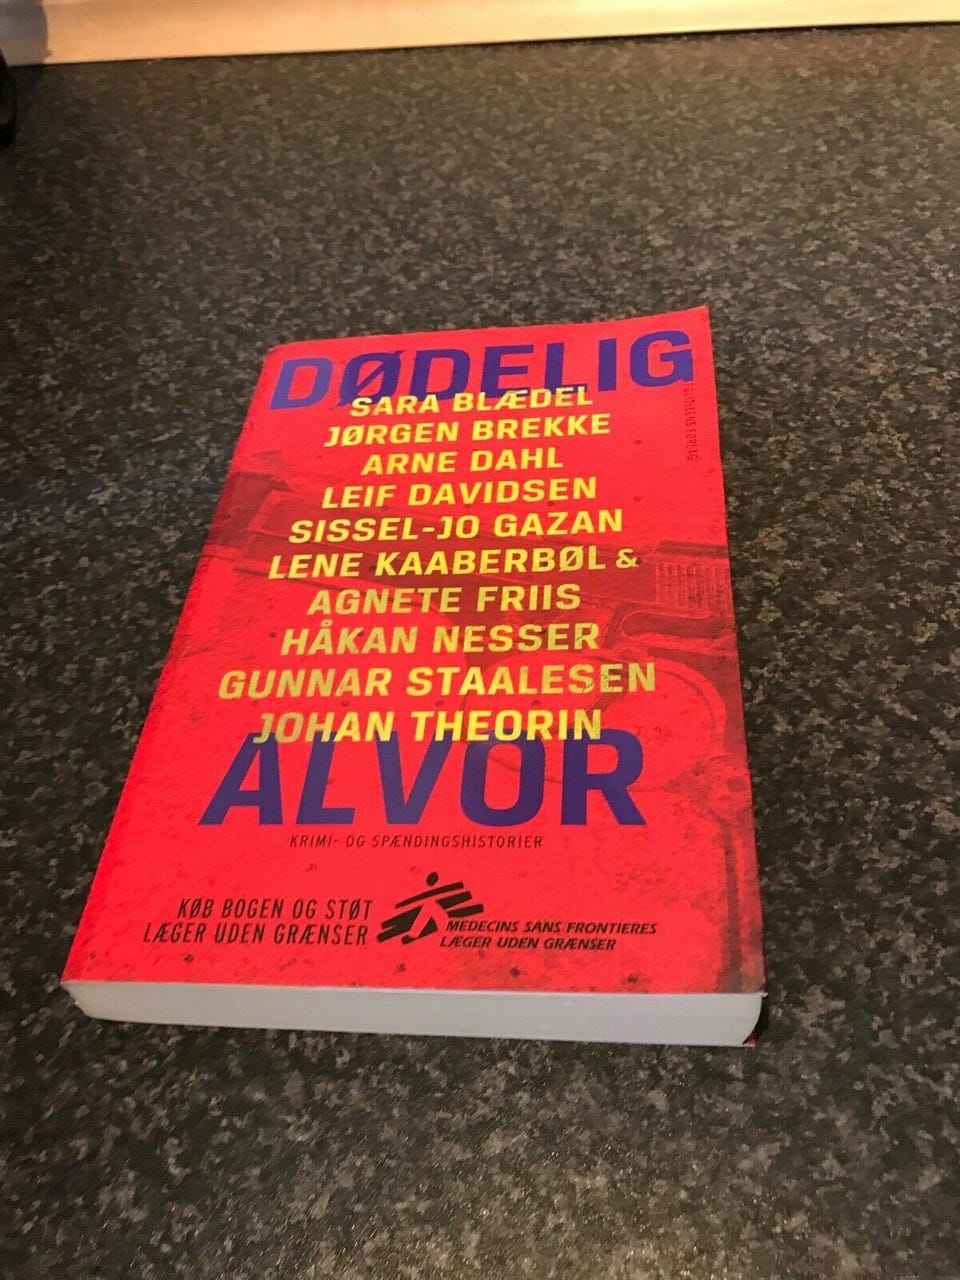 DØDELIG
POLITIKENS FORLAG
SARA BLÆDEL
JØRGEN BREKKE
ARNE DAHL
LEIF DAVIDSEN
SISSEL-JO GAZAN
LENE KAABERBØL &
AGNETE FRIIS
HÅKAN NESSER
GUNNAR STAALESEN
JOHAN THEORIN
ALVOR
KRIMI- OG SPÆNDINGSHISTORIER
KØB BOGEN OG STØT
LÆGER UDEN GRÆNSER
MEDECINS SANS FRONTIERES
LÆGER UDEN GRÆNSER